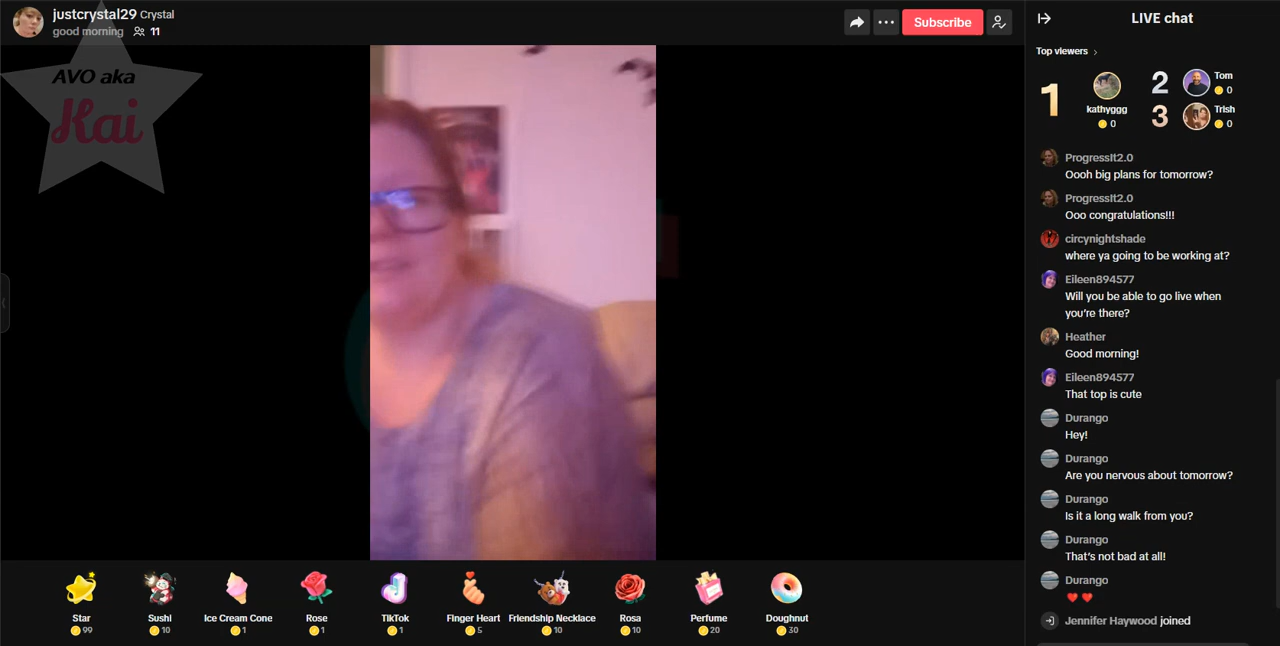 justcrystal29 Crystal
good morning 11
Subscribe
LIVE chat
AVO aka
Kai
Top viewers
1
kathyggg
0
2
Tom
0
3
Trish
0
ProgressIt2.0
Oooh big plans for tomorrow?
ProgressIt2.0
Ooo congratulations!!!
circynightshade
where ya going to be working at?
Eileen894577
Will you be able to go live when
you're there?
Heather
Good morning!
Eileen894577
That top is cute
Durango
Hey!
Durango
Are you nervous about tomorrow?
Durango
Is it a long walk from you?
Durango
That's not bad at all!
Durango
❤️ ❤️
Jennifer Haywood joined
Star
99
Sushi
10
Ice Cream Cone
1
Rose
1
TikTok
1
Finger Heart
5
Friendship Necklace
10
Rosa
10
Perfume
20
Doughnut
30